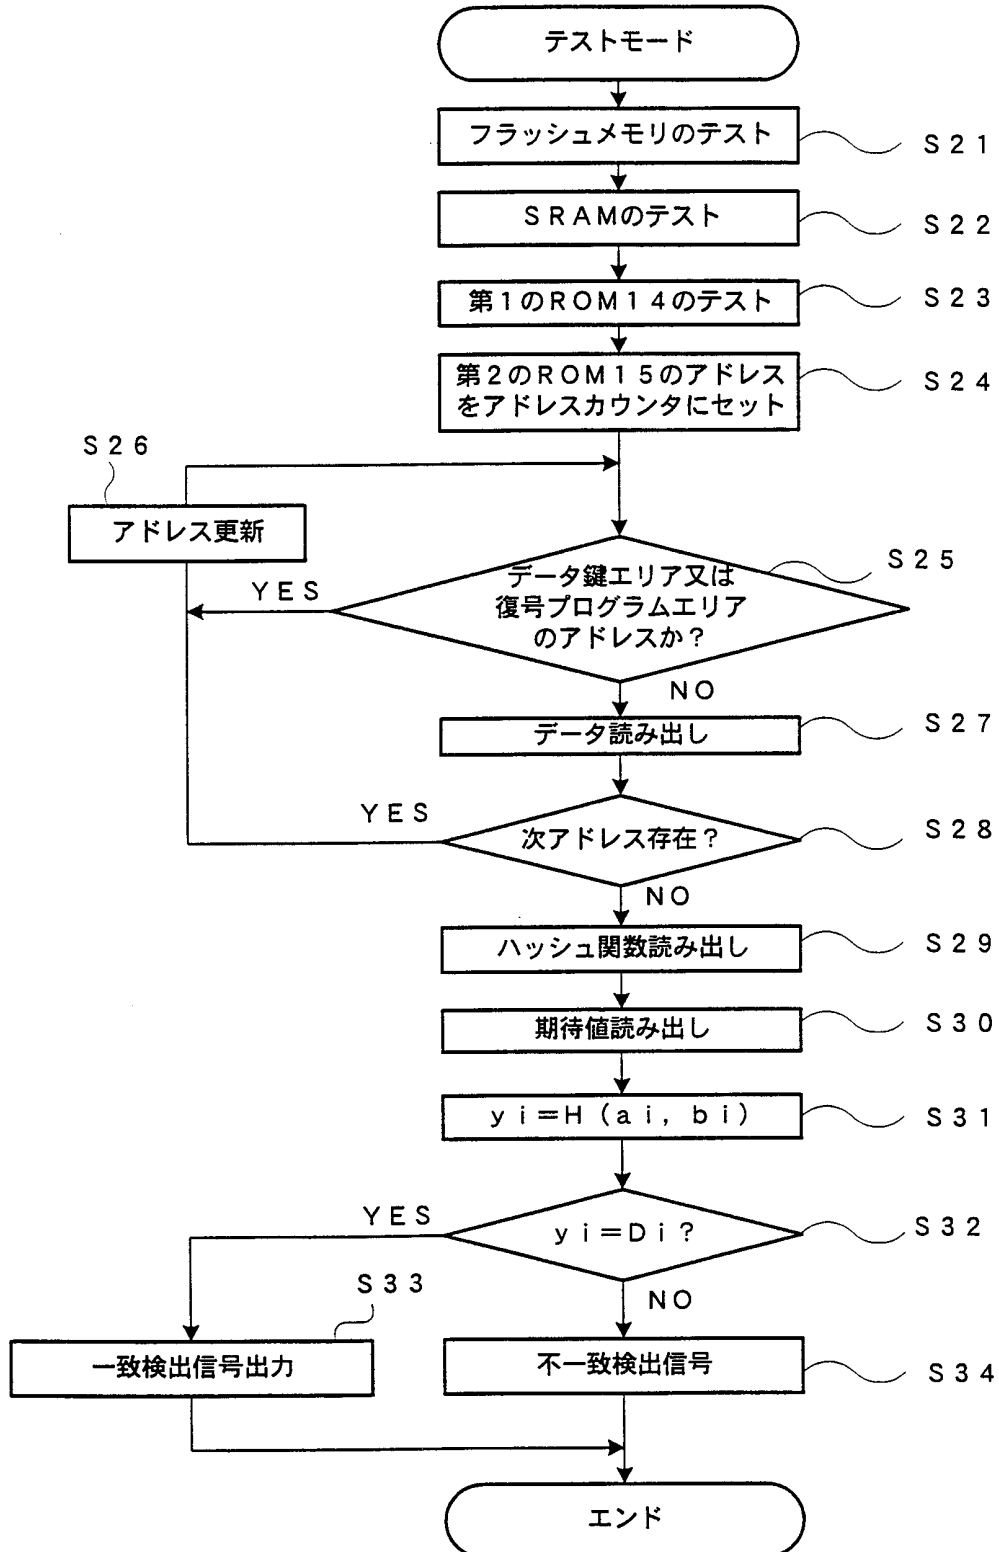 テストモード
フラッシュメモリのテスト
S21
SRAMのテスト
S22
第1のROM14のテスト
S23
第2のROM15のアドレス
をアドレスカウンタにセット
S24
S26
アドレス更新
データ鍵エリア又は
復号プログラムエリア
のアドレスか?
S25
YES
NO
データ読み出し
S27
次アドレス存在?
S28
YES
NO
ハッシュ関数読み出し
S29
期待値読み出し
S30
yi=H(ai, bi)
S31
yi=Di?
S32
YES
NO
S33
一致検出信号出力
不一致検出信号
S34
エンド